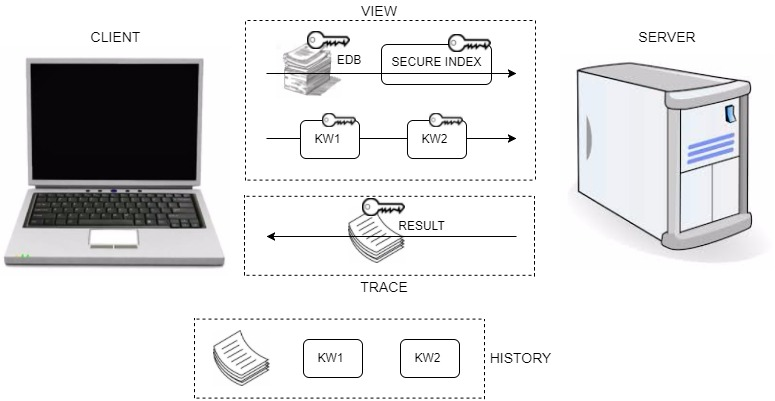 VIEW
CLIENT
SERVER
EDB
SECURE INDEX
KW1
KW2
RESULT
TRACE
KW1
KW2
HISTORY